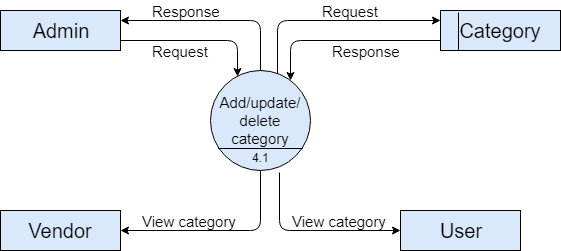 Response
Request
Admin
Category
Request
Response
Add/update/
delete
category
4.1
View category
View category
Vendor
User